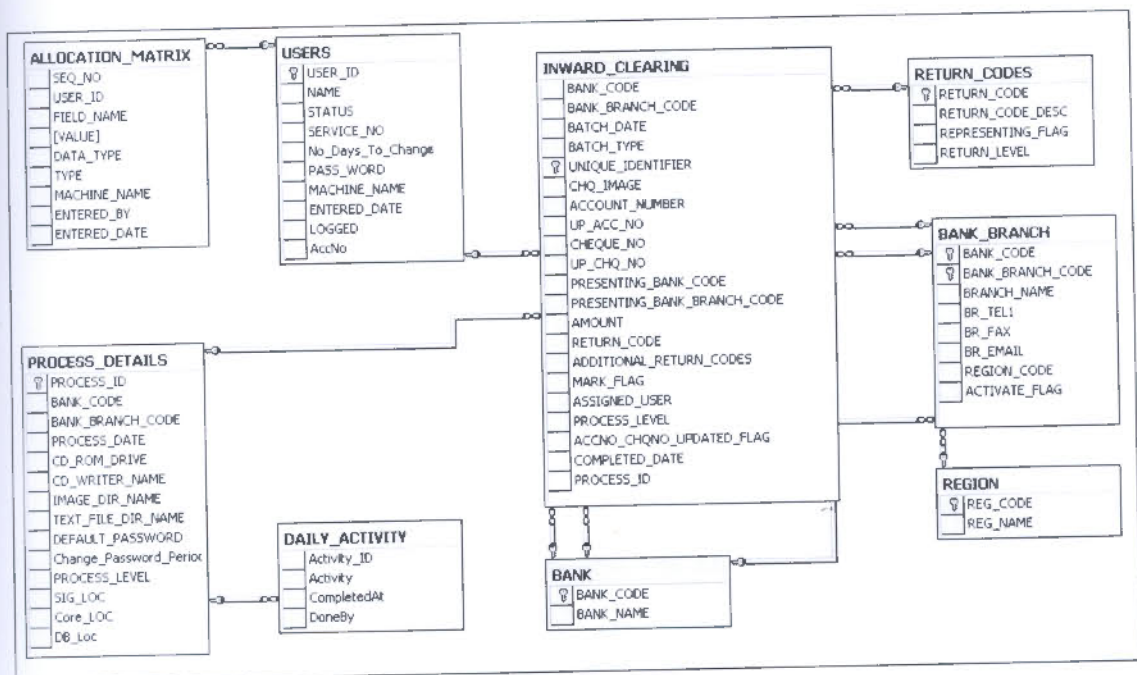 ALLOCATION_MATRIX
SEQ_NO
USER_ID
FIELD_NAME
[VALUE]
DATA_TYPE
TYPE
MACHINE_NAME
ENTERED_BY
ENTERED_DATE
USERS
USER_ID
NAME
STATUS
SERVICE_NO
No_Days_To_Change
PASS_WORD
MACHINE_NAME
ENTERED_DATE
LOGGED
AccNo
INWARD_CLEARING
BANK_CODE
BANK_BRANCH_CODE
BATCH_DATE
BATCH_TYPE
UNIQUE_IDENTIFIER
CHQ_IMAGE
ACCOUNT_NUMBER
UP_ACC_NO
CHEQUE_NO
UP_CHQ_NO
PRESENTING_BANK_CODE
PRESENTING_BANK_BRANCH_CODE
AMOUNT
RETURN_CODE
ADDITIONAL_RETURN_CODES
MARK_FLAG
ASSIGNED_USER
PROCESS_LEVEL
ACCNO_CHQNO_UPDATED_FLAG
COMPLETED_DATE
PROCESS_ID
RETURN_CODES
RETURN_CODE
RETURN_CODE_DESC
REPRESENTING_FLAG
RETURN_LEVEL
BANK_BRANCH
BANK_CODE
BANK_BRANCH_CODE
BRANCH_NAME
BR_TEL1
BR_FAX
BR_EMAIL
REGION_CODE
ACTIVATE_FLAG
PROCESS_DETAILS
PROCESS_ID
BANK_CODE
BANK_BRANCH_CODE
PROCESS_DATE
CD_ROM_DRIVE
CD_WRITER_NAME
IMAGE_DIR_NAME
TEXT_FILE_DIR_NAME
DEFAULT_PASSWORD
Change_Password_Perioc
PROCESS_LEVEL
SIG_LOC
Core_LOC
DB_Loc
DAILY_ACTIVITY
Activity_ID
Activity
CompletedAt
DoneBy
BANK
BANK_CODE
BANK_NAME
REGION
REG_CODE
REG_NAME